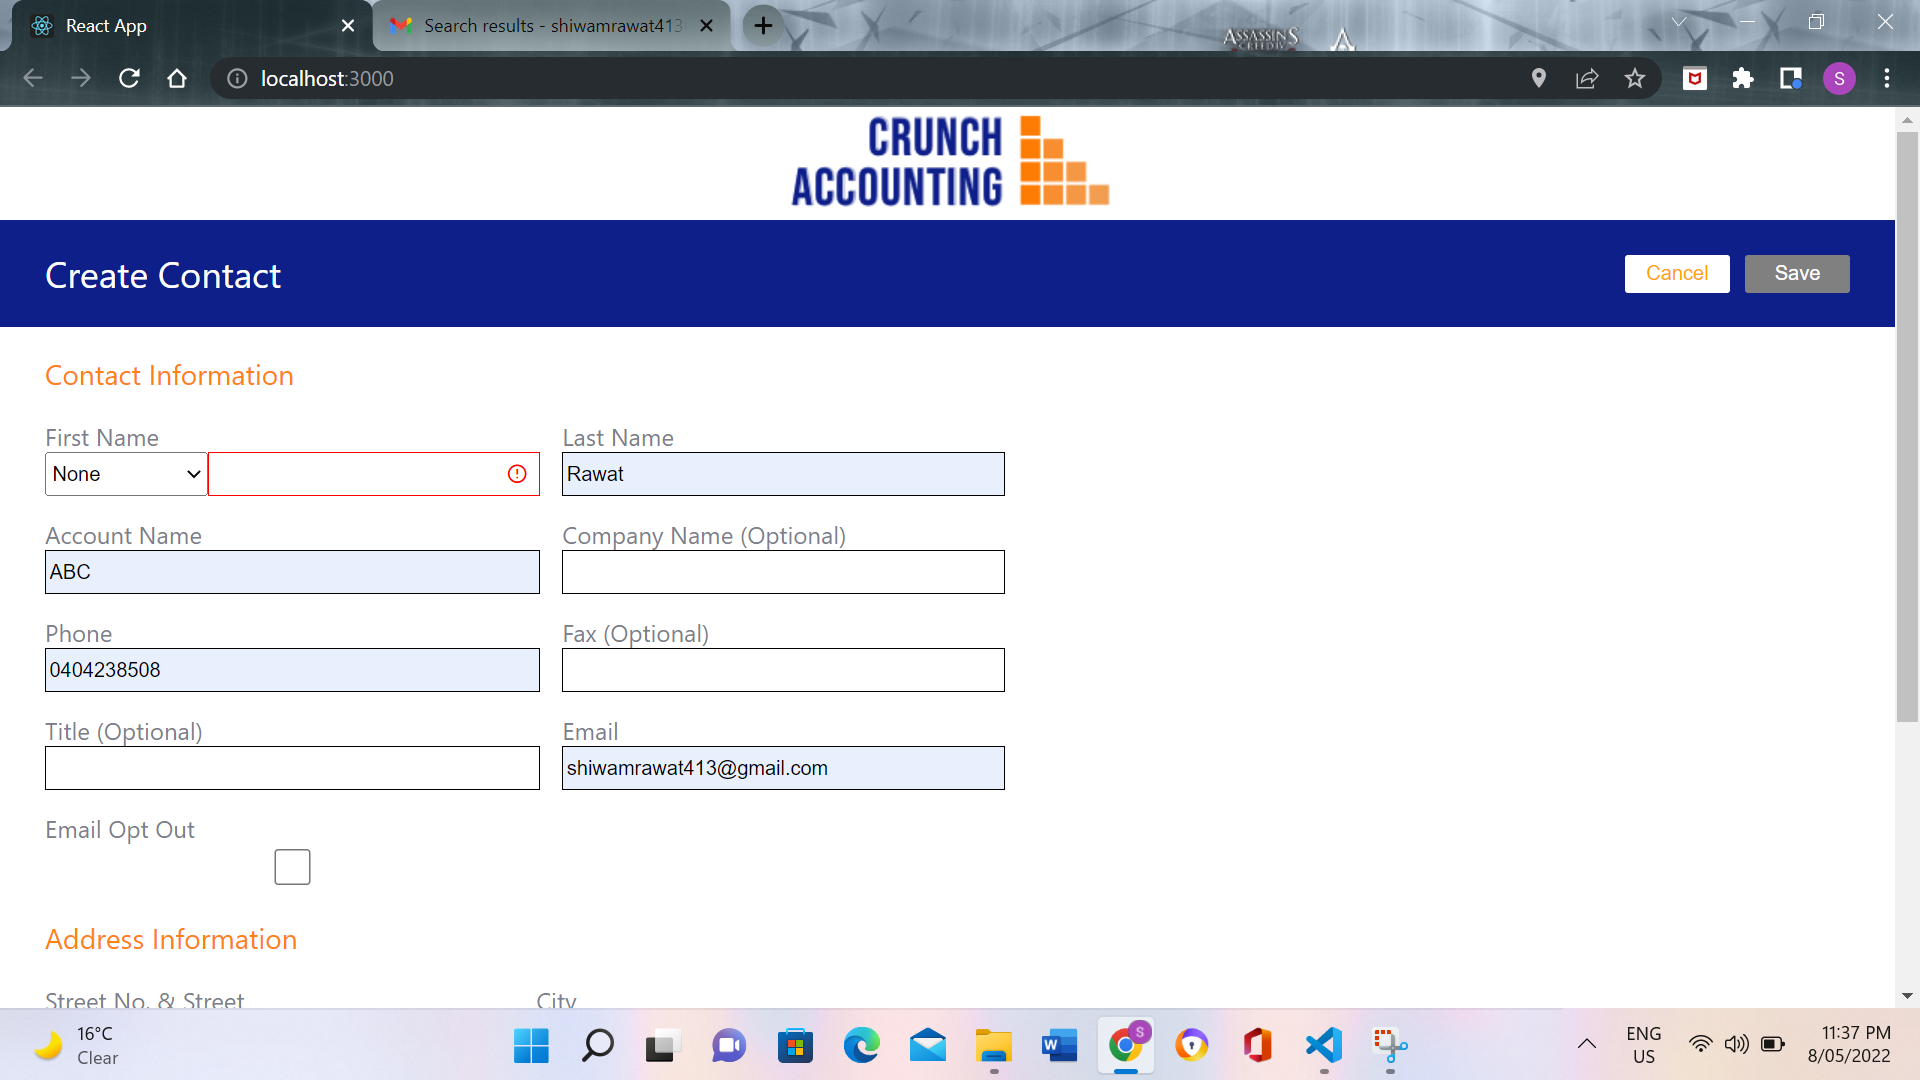 React App
Search results - shiwamrawat413
ASSASSIN'S
CREED IV
localhost:3000
S
CRUNCH
ACCOUNTING
Create Contact
Cancel
Save
Contact Information
First Name
Last Name
None
Rawat
Account Name
Company Name (Optional)
ABC
Phone
Fax (Optional)
0404238508
Title (Optional)
Email
shiwamrawat413@gmail.com
Email Opt Out
Address Information
Street No. & Street
City
16°C
Clear
W
S
ENG
US
11:37 PM
8/05/2022